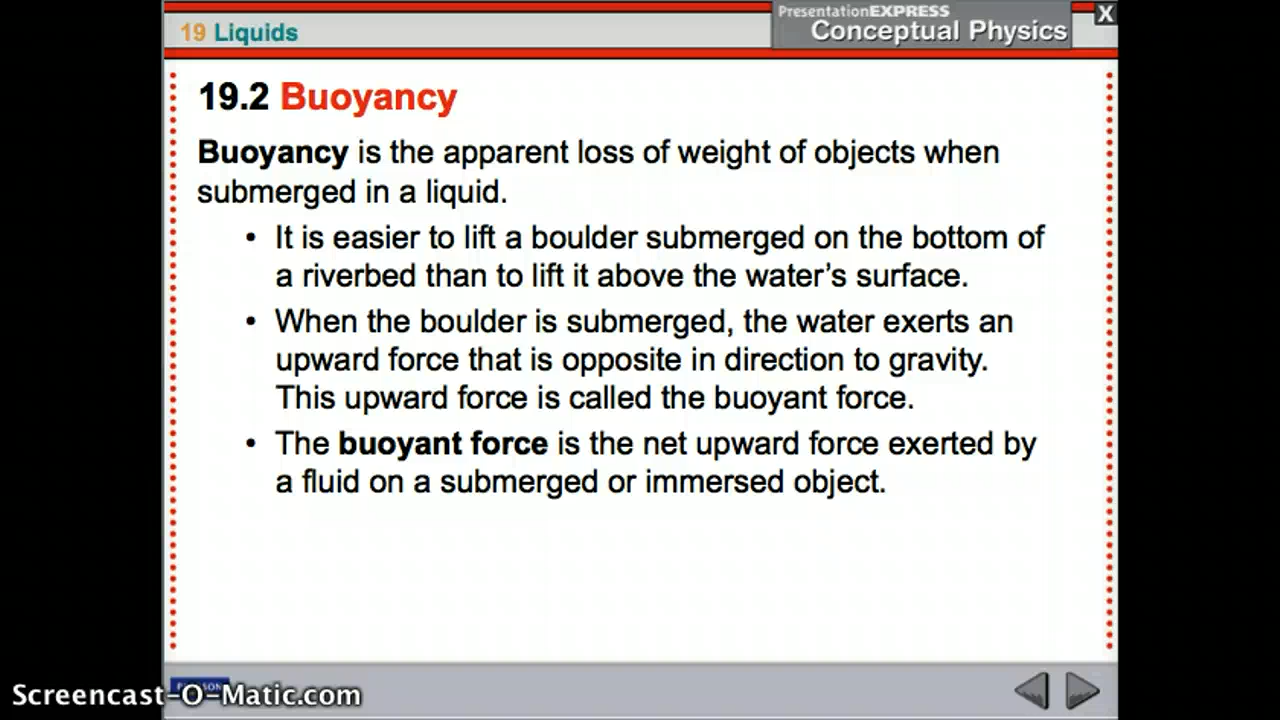 PresentationEXPRESS
X
19 Liquids
Conceptual Physics
19.2 Buoyancy
Buoyancy is the apparent loss of weight of objects when
submerged in a liquid.
• It is easier to lift a boulder submerged on the bottom of
a riverbed than to lift it above the water's surface.
• When the boulder is submerged, the water exerts an
upward force that is opposite in direction to gravity.
This upward force is called the buoyant force.
• The buoyant force is the net upward force exerted by
a fluid on a submerged or immersed object.
Screencast-O-Matic.com